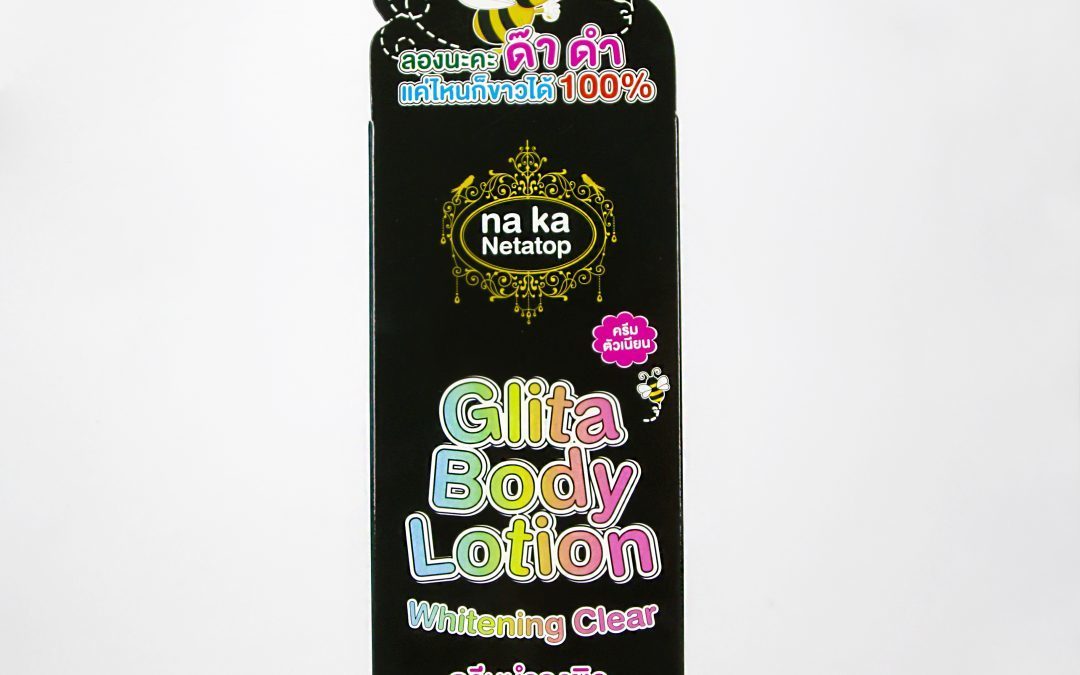 ลองนะคะ ด๊ำ ดำ
แค่ไหนก็ขาวได้ 100%
na ka
Netatop
ครีม
ตัวเนียน
Glita
Body
Lotion
Whitening Clear